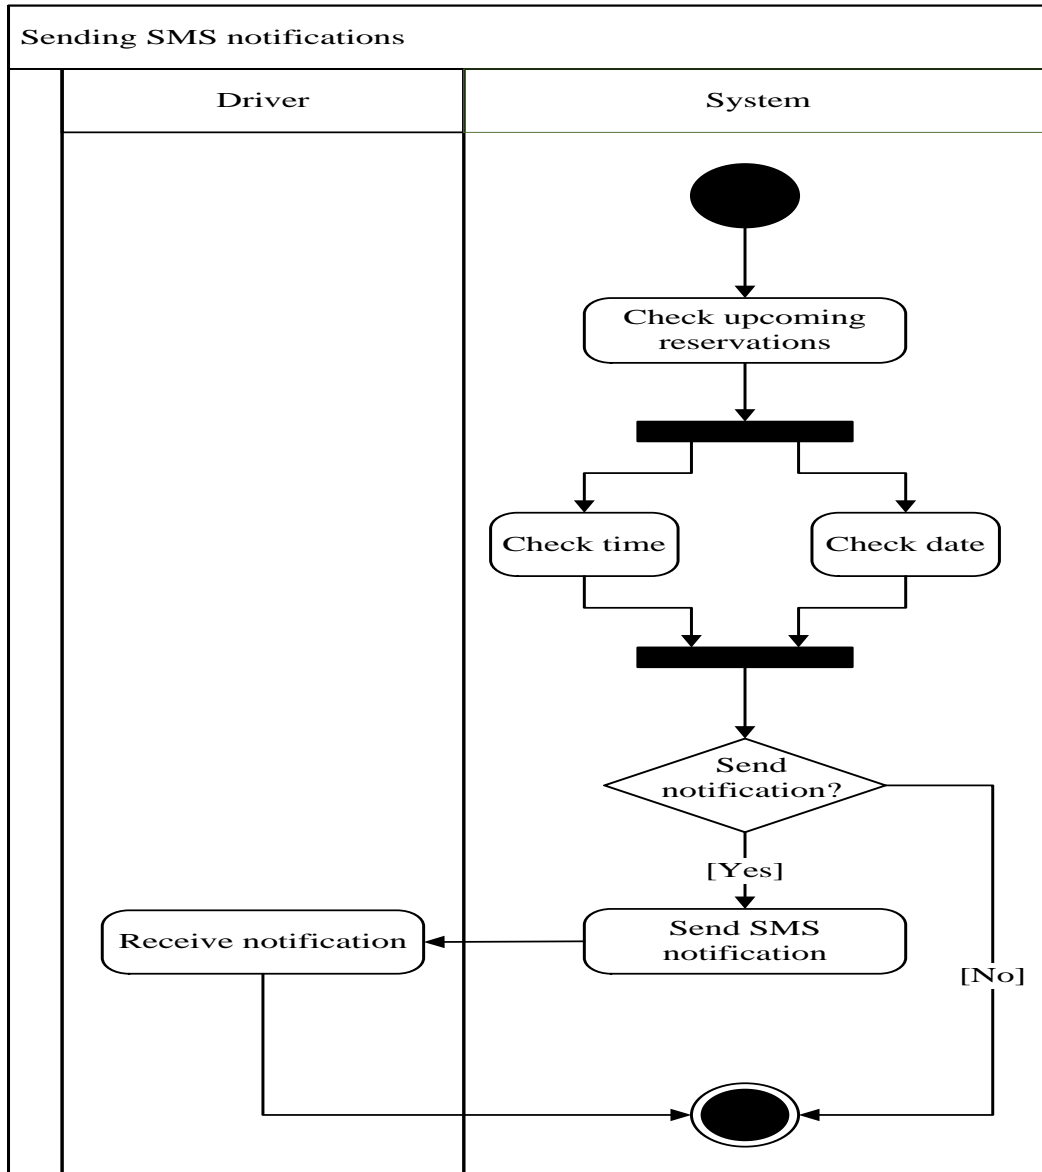 Sending SMS notifications
Driver
System
Check upcoming
reservations
Check time
Check date
Send
notification?
[Yes]
Receive notification
Send SMS
notification
[No]